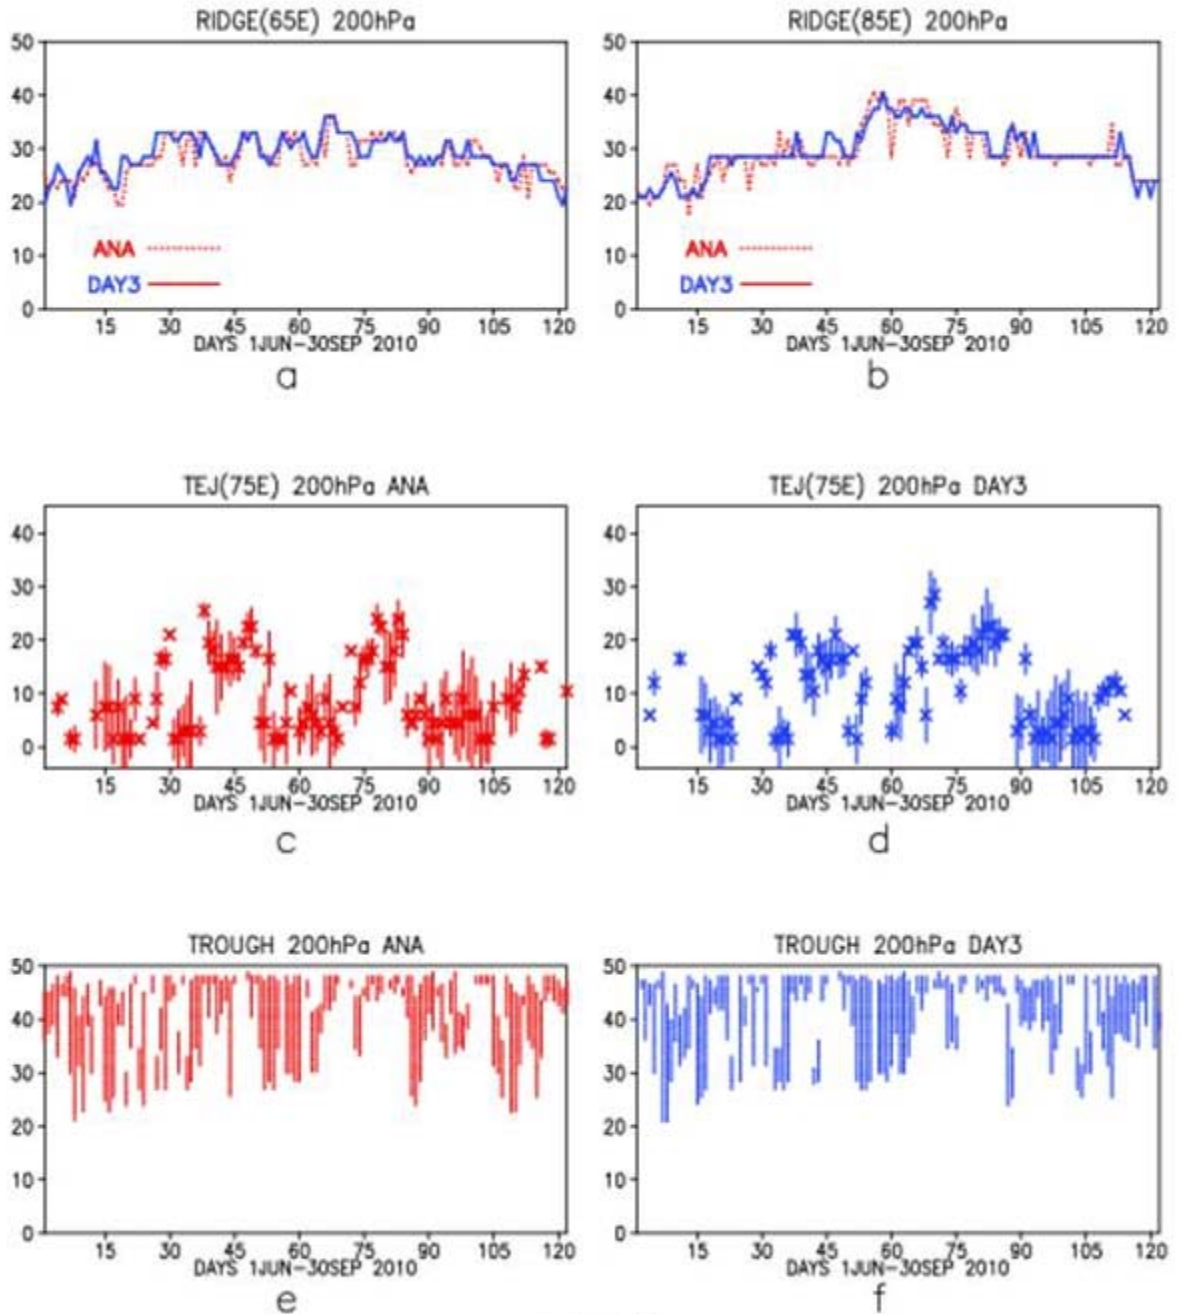 RIDGE(65E) 200hPa
50
40
30
20
10
0
ANA
DAY3
15 30 45 60 75 90 105 120
DAYS 1JUN-30SEP 2010
a
RIDGE(85E) 200hPa
50
40
30
20
10
0
ANA
DAY3
15 30 45 60 75 90 105 120
DAYS 1JUN-30SEP 2010
b
TEJ(75E) 200hPa ANA
40
30
20
10
0
15 30 45 60 75 90 105 120
DAYS 1JUN-30SEP 2010
c
TEJ(75E) 200hPa DAY3
40
30
20
10
0
15 30 45 60 75 90 105 120
DAYS 1JUN-30SEP 2010
d
TROUGH 200hPa ANA
50
40
30
20
10
0
15 30 45 60 75 90 105 120
DAYS 1JUN-30SEP 2010
e
TROUGH 200hPa DAY3
50
40
30
20
10
0
15 30 45 60 75 90 105 120
DAYS 1JUN-30SEP 2010
f